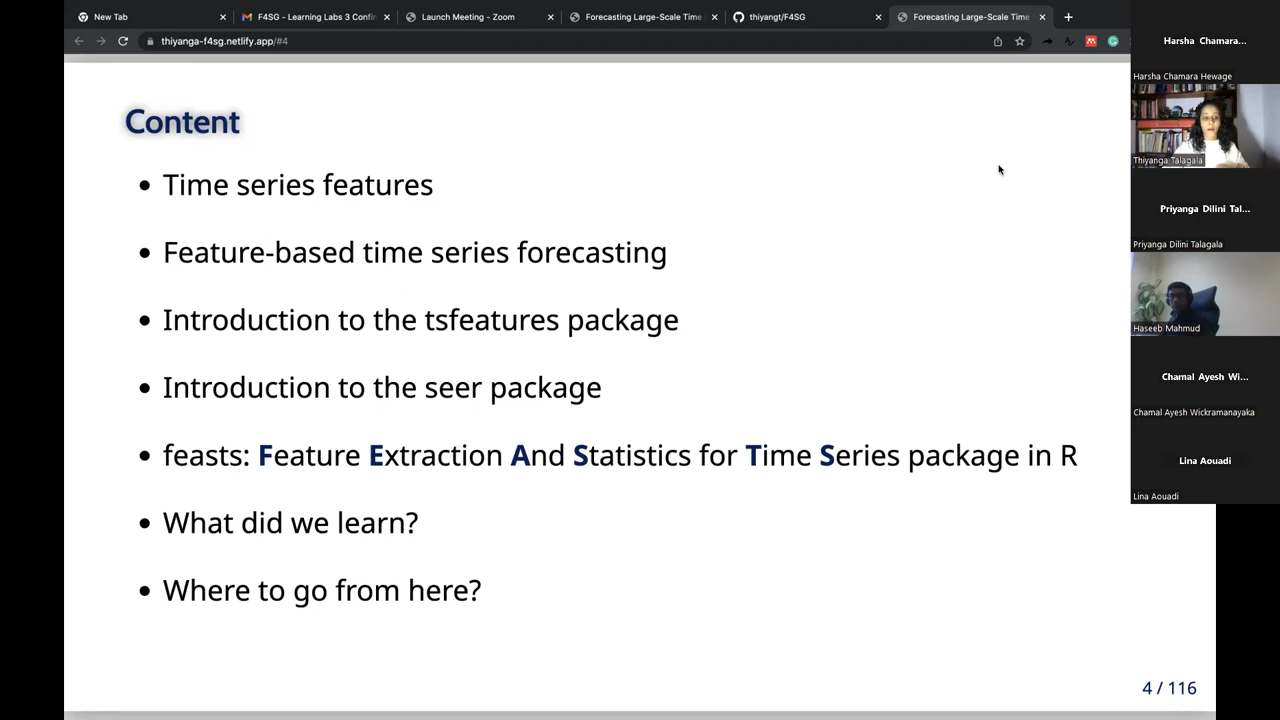 New Tab
F4SG - Learning Labs 3 Confir
Launch Meeting - Zoom
Forecasting Large-Scale Time
thiyangt/F4SG
Forecasting Large-Scale Time
thiyanga-f4sg.netlify.app/#4
Content
• Time series features
• Feature-based time series forecasting
• Introduction to the tsfeatures package
• Introduction to the seer package
• feasts: Feature Extraction And Statistics for Time Series package in R
• What did we learn?
• Where to go from here?
4 / 116
Harsha Chamara...
Harsha Chamara Hewage
Thiyanga Talagala
Priyanga Dilini Tal...
Priyanga Dilini Talagala
Haseeb Mahmud
Chamal Ayesh Wi...
Chamal Ayesh Wickramanayaka
Lina Aouadi
Lina Aouadi